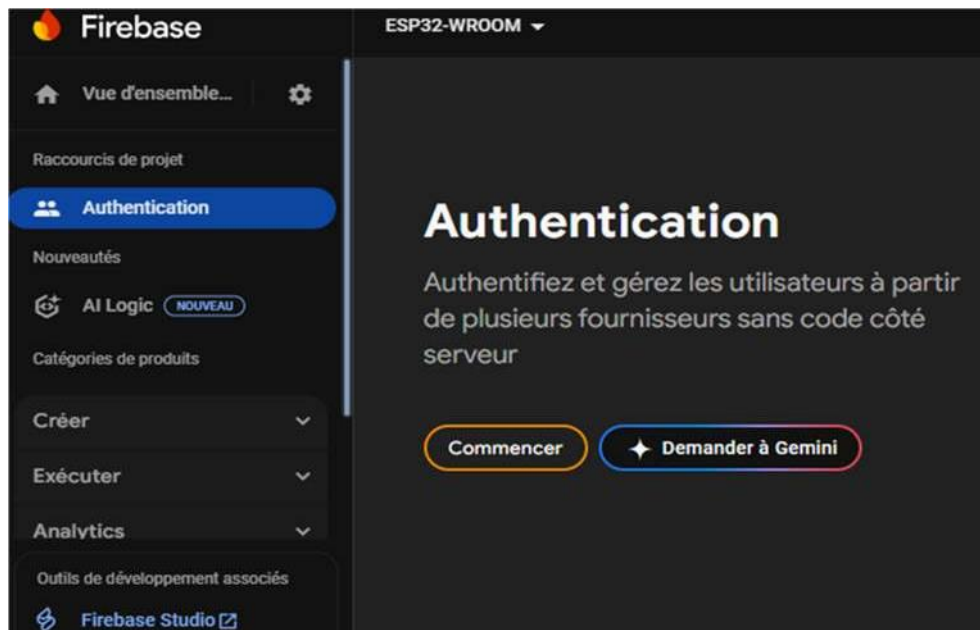 Firebase
ESP32-WROOM
Vue d'ensemble...
Raccourcis de projet
Authentication
Nouveautés
AI Logic NOUVEAU
Catégories de produits
Créer
Exécuter
Analytics
Outils de développement associés
Firebase Studio
Authentication
Authentifiez et gérez les utilisateurs à partir
de plusieurs fournisseurs sans code côté
serveur
Commencer
Demander à Gemini